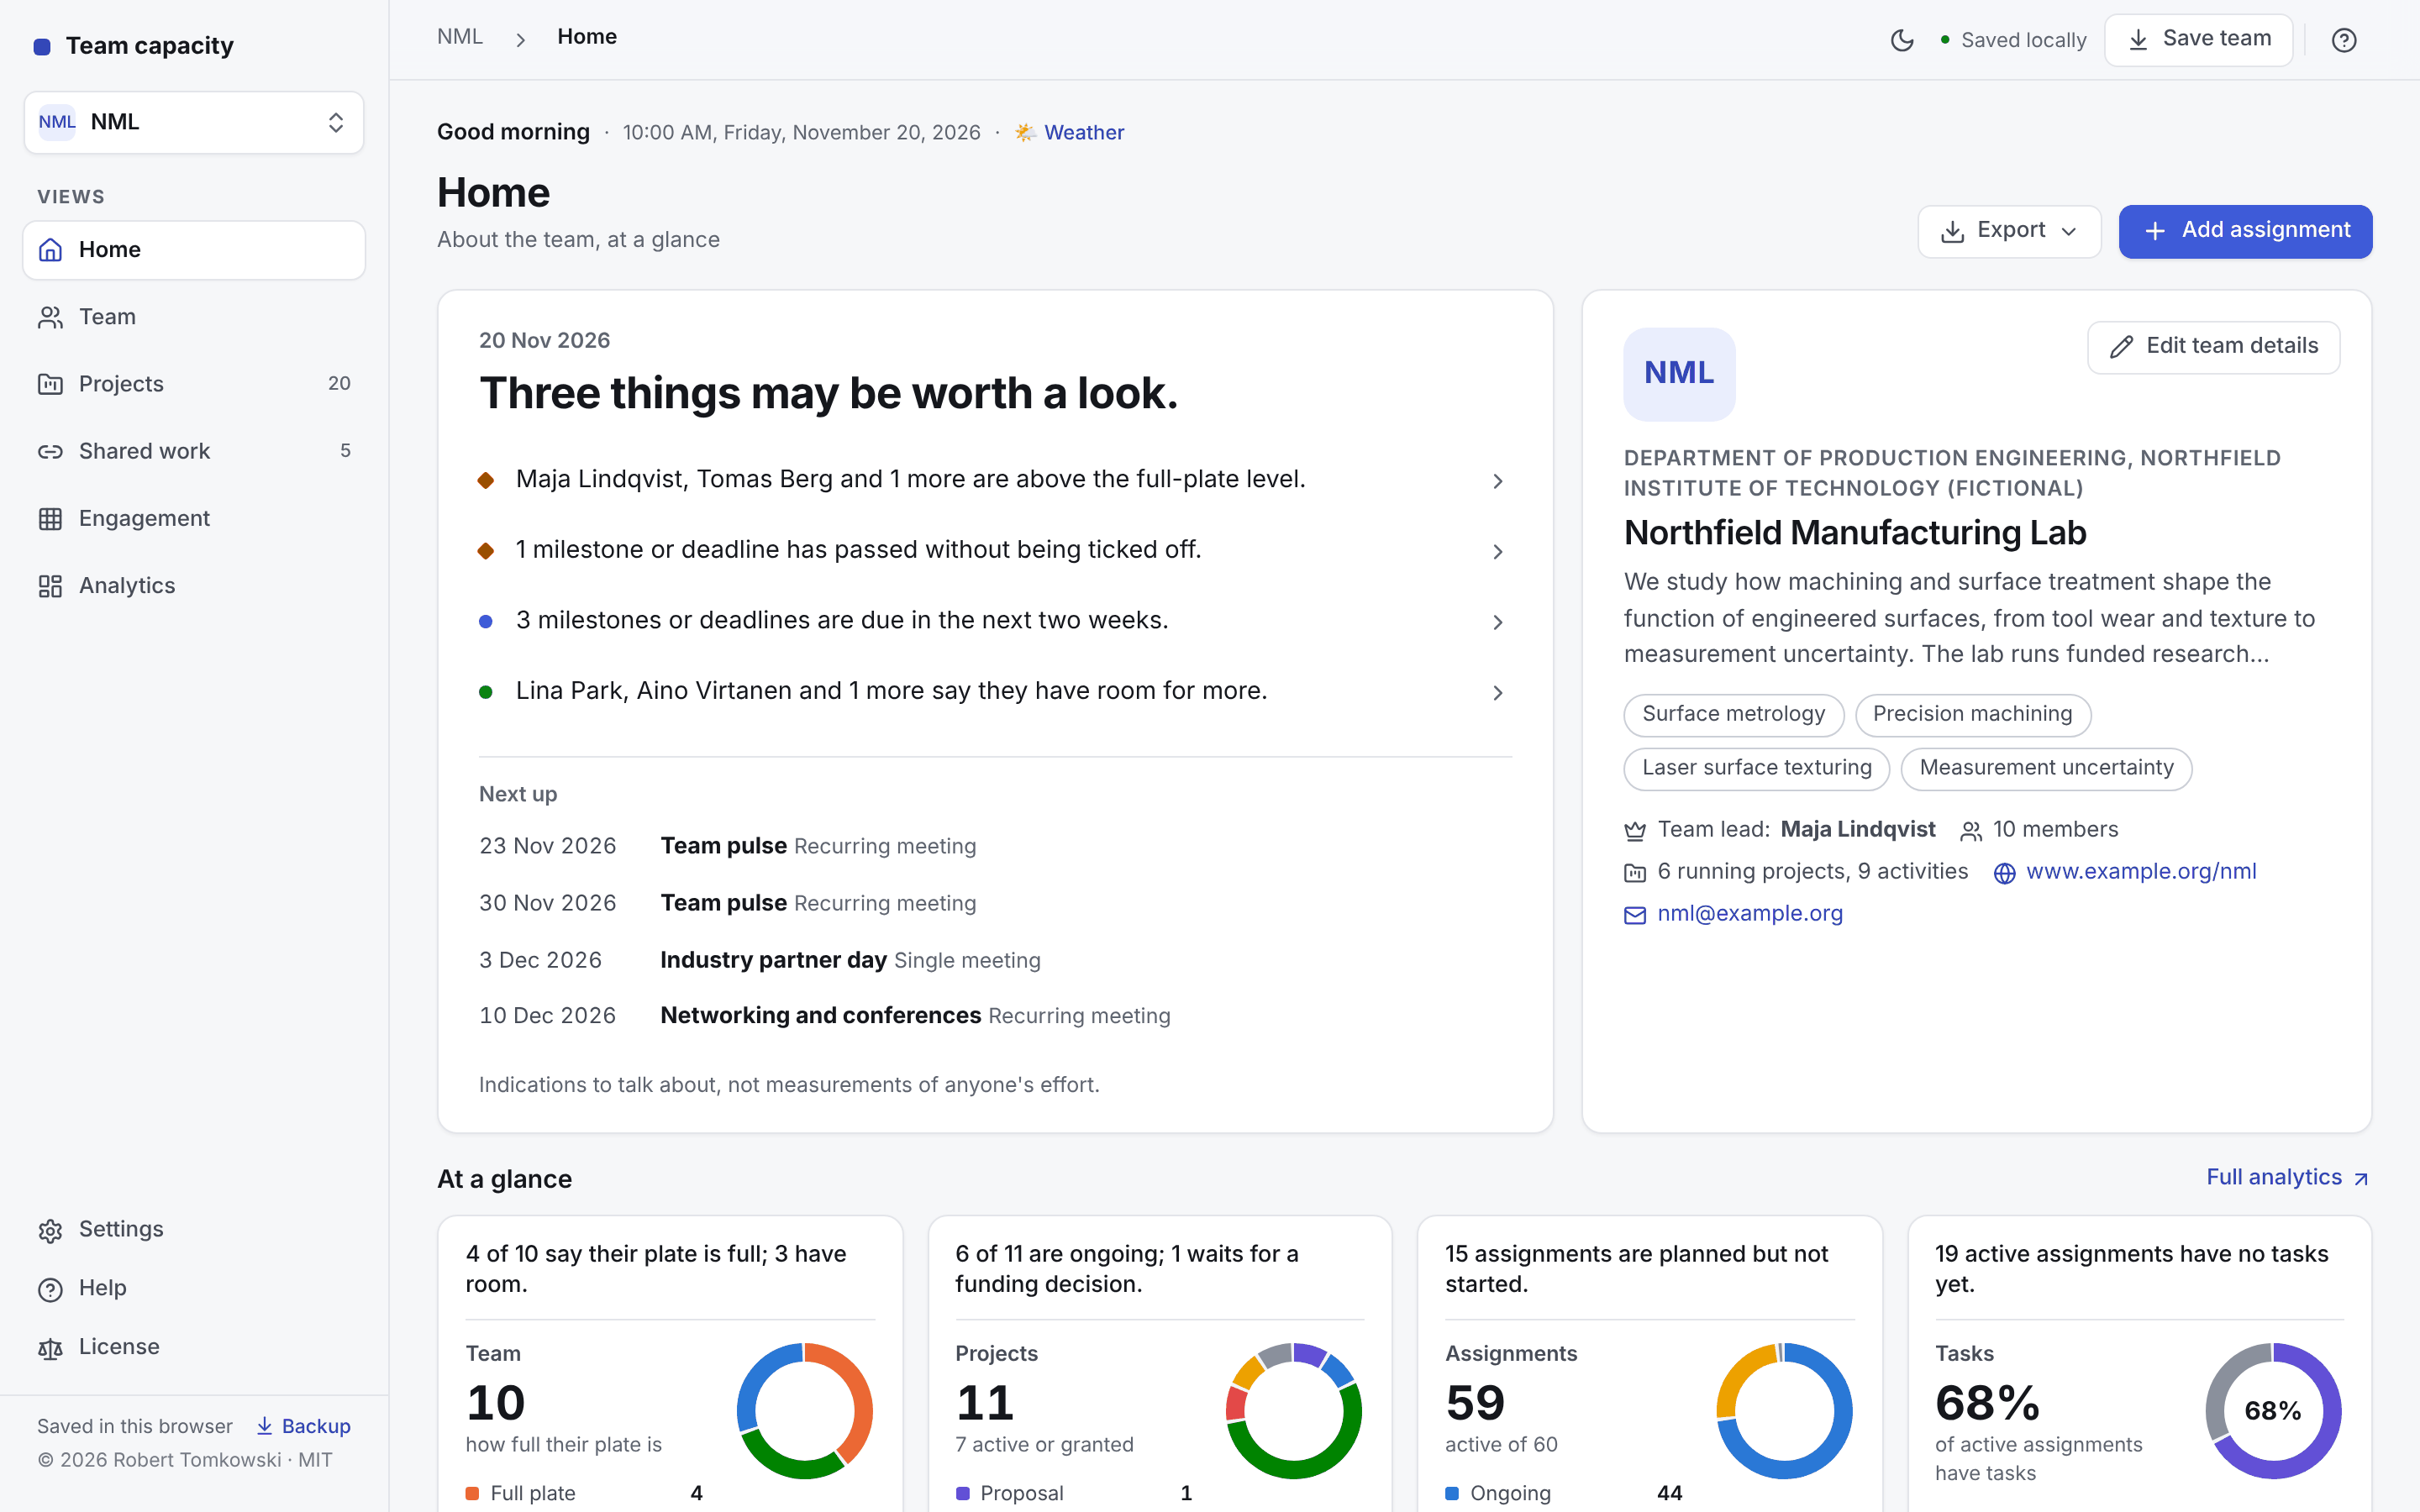 Team capacity
NML NML
VIEWS
Home
Team
Projects 20
Shared work 5
Engagement
Analytics
Settings
Help
License
Saved in this browser Backup
© 2026 Robert Tomkowski · MIT
NML Home
Saved locally Save team
Good morning · 10:00 AM, Friday, November 20, 2026 · Weather
Home
About the team, at a glance
Export Add assignment
20 Nov 2026
Three things may be worth a look.
Maja Lindqvist, Tomas Berg and 1 more are above the full-plate level.
1 milestone or deadline has passed without being ticked off.
3 milestones or deadlines are due in the next two weeks.
Lina Park, Aino Virtanen and 1 more say they have room for more.
Next up
23 Nov 2026 Team pulse Recurring meeting
30 Nov 2026 Team pulse Recurring meeting
3 Dec 2026 Industry partner day Single meeting
10 Dec 2026 Networking and conferences Recurring meeting
Indications to talk about, not measurements of anyone's effort.
NML
Edit team details
DEPARTMENT OF PRODUCTION ENGINEERING, NORTHFIELD
INSTITUTE OF TECHNOLOGY (FICTIONAL)
Northfield Manufacturing Lab
We study how machining and surface treatment shape the
function of engineered surfaces, from tool wear and texture to
measurement uncertainty. The lab runs funded research...
Surface metrology Precision machining
Laser surface texturing Measurement uncertainty
Team lead: Maja Lindqvist 10 members
6 running projects, 9 activities www.example.org/nml
nml@example.org
At a glance
Full analytics
4 of 10 say their plate is full; 3 have
room.
Team
10
how full their plate is
Full plate 4
6 of 11 are ongoing; 1 waits for a
funding decision.
Projects
11
7 active or granted
Proposal 1
15 assignments are planned but not
started.
Assignments
59
active of 60
Ongoing 44
19 active assignments have no tasks
yet.
Tasks
68%
of active assignments
have tasks
68%